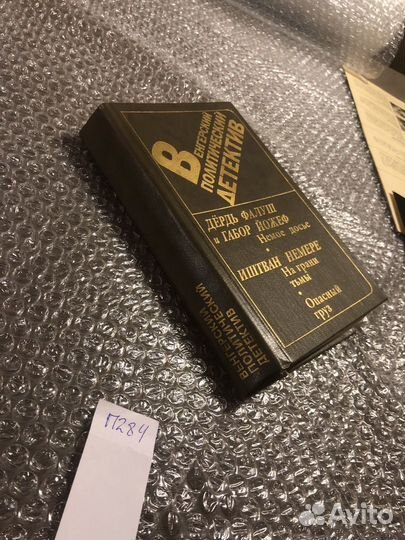 ВЕНГЕРСКИЙ
ПОЛИТИЧЕСКИЙ
ДЕТЕКТИВ
ДЁРДЬ ФАЛУШ
и ГАБОР ЙОЖЕФ
Немое досье
ИШТВАН НЕМЕРЕ
На грани
тьмы
Опасный
груз
ВЕНГЕРСКИЙ
ПОЛИТИЧЕСКИЙ
ДЕТЕКТИВ
П284
Avito